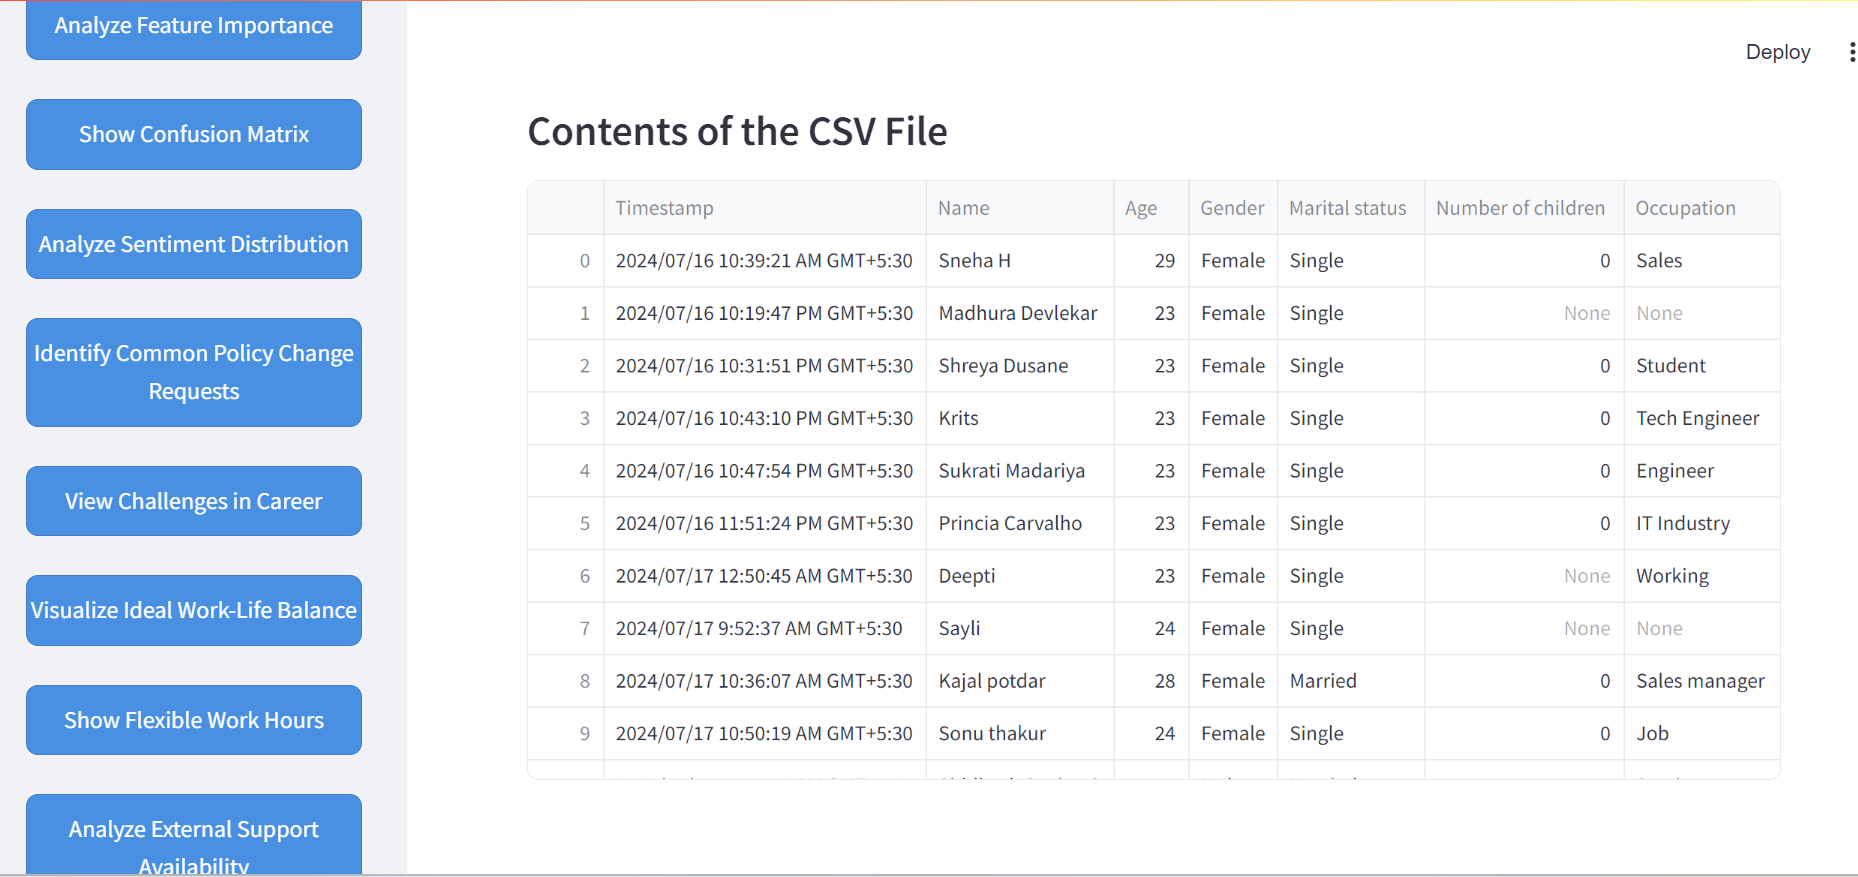 Analyze Feature Importance
Show Confusion Matrix
Analyze Sentiment Distribution
Identify Common Policy Change
Requests
View Challenges in Career
Visualize Ideal Work-Life Balance
Show Flexible Work Hours
Analyze External Support
Availability
Deploy
Contents of the CSV File
Timestamp Name Age Gender Marital status Number of children Occupation
0 2024/07/16 10:39:21 AM GMT+5:30 Sneha H 29 Female Single 0 Sales
1 2024/07/16 10:19:47 PM GMT+5:30 Madhura Devlekar 23 Female Single None None
2 2024/07/16 10:31:51 PM GMT+5:30 Shreya Dusane 23 Female Single 0 Student
3 2024/07/16 10:43:10 PM GMT+5:30 Krits 23 Female Single 0 Tech Engineer
4 2024/07/16 10:47:54 PM GMT+5:30 Sukrati Madariya 23 Female Single 0 Engineer
5 2024/07/16 11:51:24 PM GMT+5:30 Princia Carvalho 23 Female Single 0 IT Industry
6 2024/07/17 12:50:45 AM GMT+5:30 Deepti 23 Female Single None Working
7 2024/07/17 9:52:37 AM GMT+5:30 Sayli 24 Female Single None None
8 2024/07/17 10:36:07 AM GMT+5:30 Kajal potdar 28 Female Married 0 Sales manager
9 2024/07/17 10:50:19 AM GMT+5:30 Sonu thakur 24 Female Single 0 Job